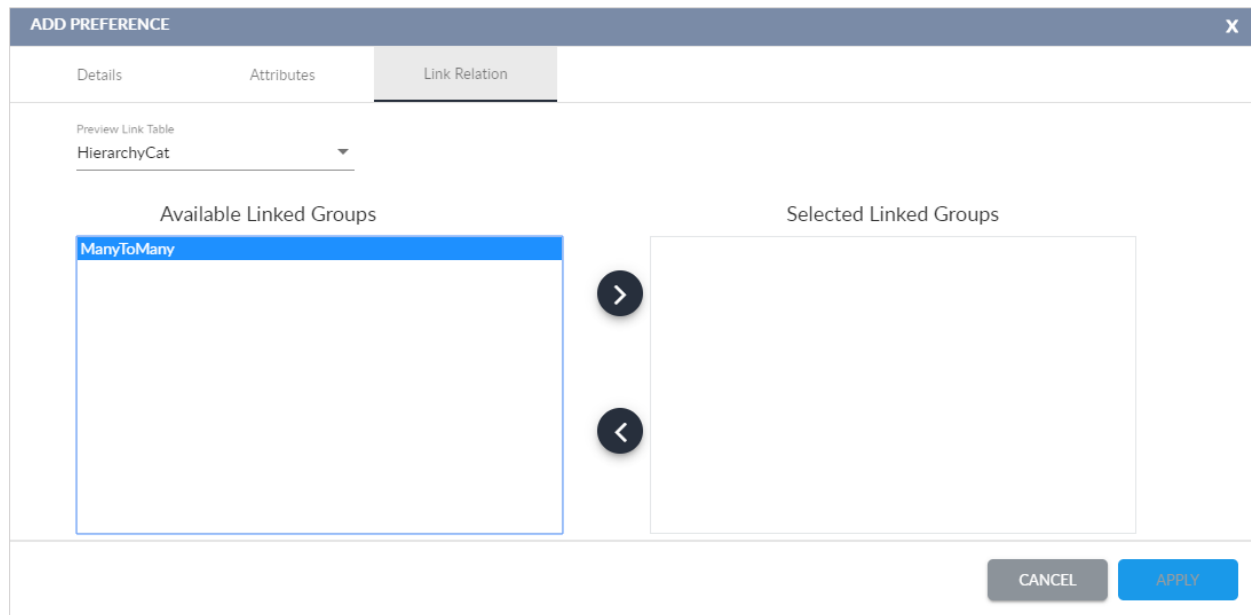 ADD PREFERENCE X
Details Attributes Link Relation
Preview Link Table
HierarchyCat
Available Linked Groups Selected Linked Groups
ManyToMany
CANCEL APPLY